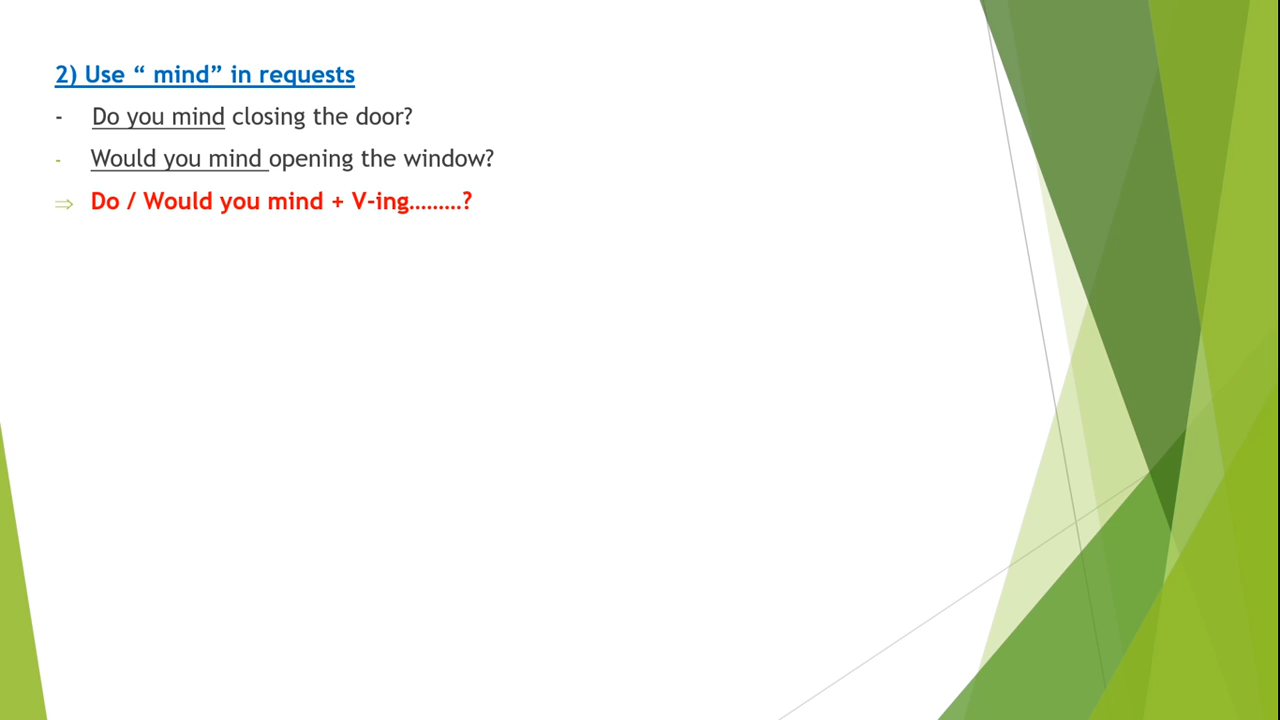 2) Use “ mind” in requests
- Do you mind closing the door?
- Would you mind opening the window?
⇒ Do / Would you mind + V-ing………?